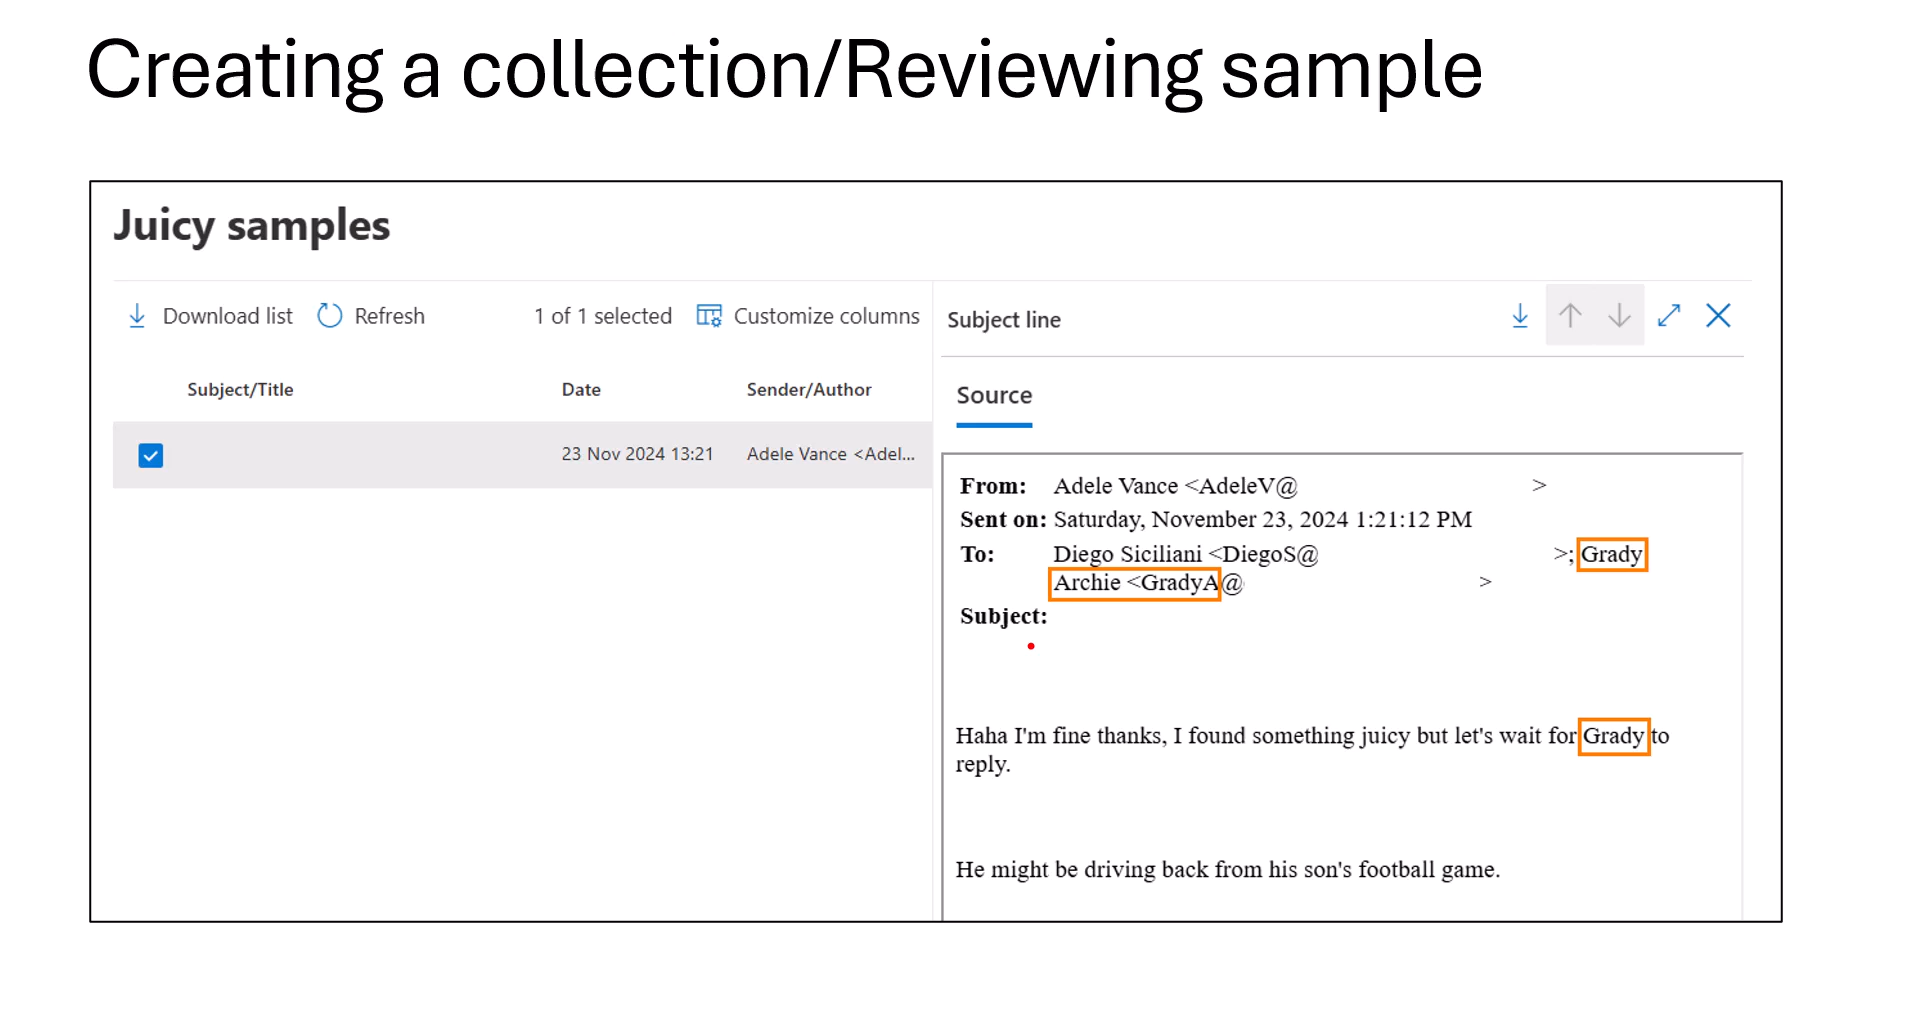 Creating a collection/Reviewing sample
Juicy samples
Download list Refresh 1 of 1 selected Customize columns
Subject/Title Date Sender/Author
23 Nov 2024 13:21 Adele Vance <Adel...
Subject line
Source
From: Adele Vance <AdeleV@ >
Sent on: Saturday, November 23, 2024 1:21:12 PM
To: Diego Siciliani <DiegoS@ >; Grady
Archie <GradyA@ >
Subject:
Haha I'm fine thanks, I found something juicy but let's wait for Grady to
reply.
He might be driving back from his son's football game.